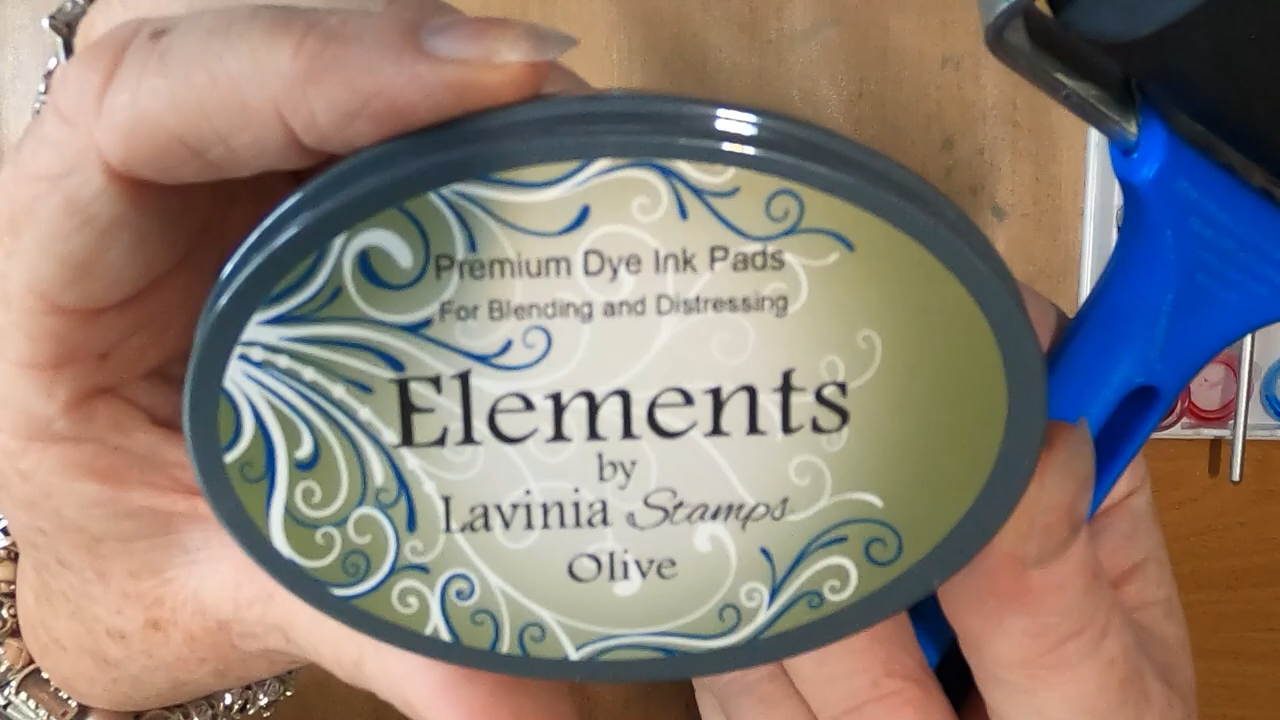 Premium Dye Ink Pads
For Blending and Distressing
Elements
by
Lavinia Stamps
Olive